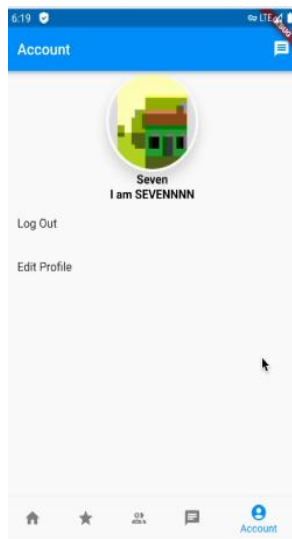 6:19 LTE
Account
Seven
I am SEVENNNN
Log Out
Edit Profile
Account